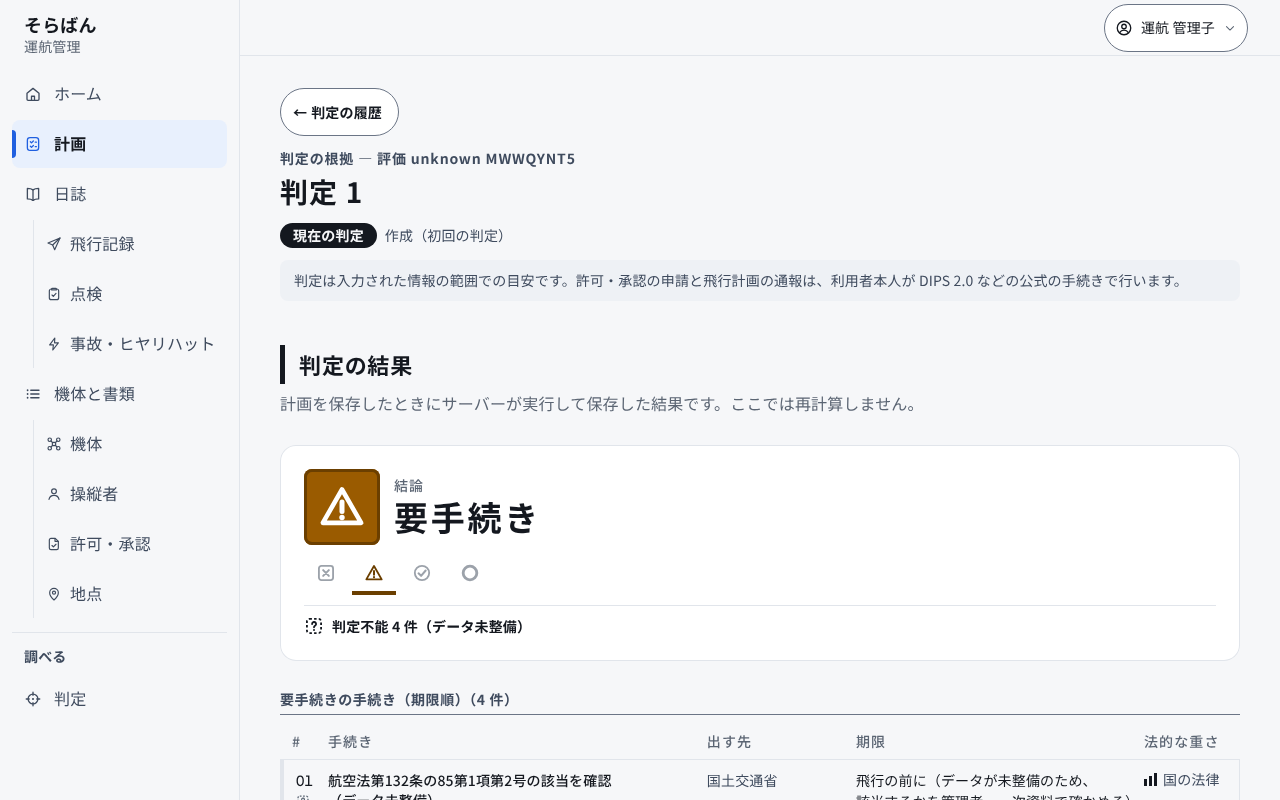 そらばん
運航管理
運航 管理子
ホーム
計画
日誌
飛行記録
点検
事故・ヒヤリハット
機体と書類
機体
操縦者
許可・承認
地点
調べる
判定
← 判定の履歴
判定の根拠 — 評価 unknown MWWQYNT5
判定 1
現在の判定 作成（初回の判定）
判定は入力された情報の範囲での目安です。許可・承認の申請と飛行計画の通報は、利用者本人が DIPS 2.0 などの公式の手続きで行います。
判定の結果
計画を保存したときにサーバーが実行して保存した結果です。ここでは再計算しません。
結論
要手続き
判定不能 4 件（データ未整備）
要手続きの手続き（期限順）（4 件）
# 手続き 出す先 期限 法的な重さ
01 航空法第132条の85第1項第2号の該当を確認 国土交通省 飛行の前に（データが未整備のため、 国の法律
（データ未整備）